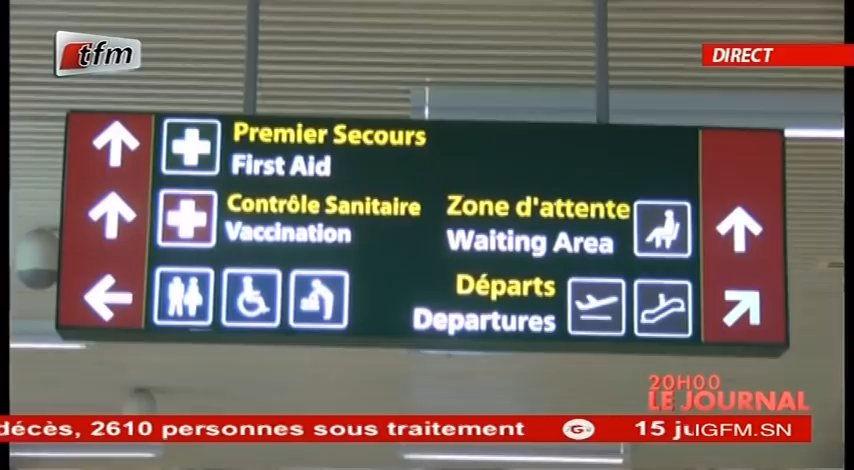 tfm
DIRECT
Premier Secours
First Aid
Contrôle Sanitaire
Vaccination
Zone d'attente
Waiting Area
Départs
Departures
20H00
LE JOURNAL
décès, 2610 personnes sous traitement
15 ju
IGFM.SN